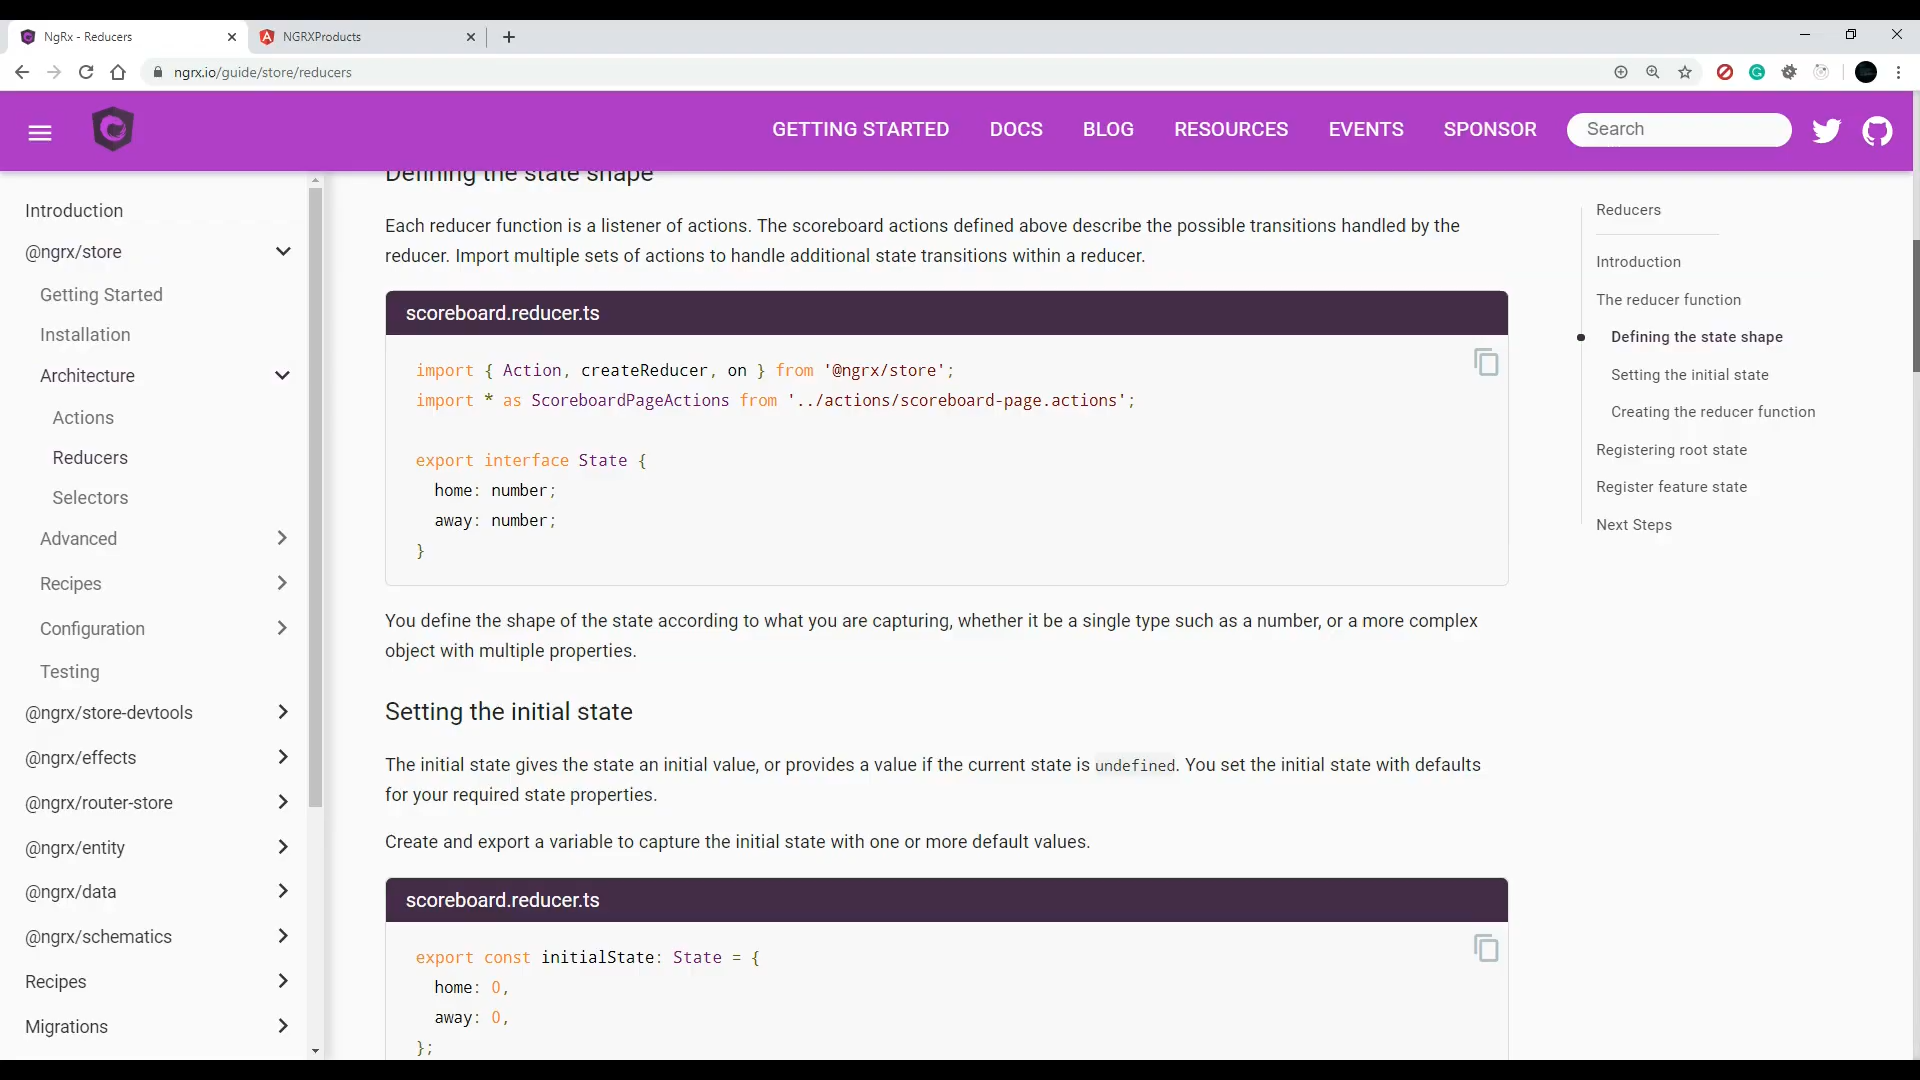 NgRx - Reducers
NGRXProducts
ngrx.io/guide/store/reducers
GETTING STARTED
DOCS
BLOG
RESOURCES
EVENTS
SPONSOR
Search
Introduction
@ngrx/store
Getting Started
Installation
Architecture
Actions
Reducers
Selectors
Advanced
Recipes
Configuration
Testing
@ngrx/store-devtools
@ngrx/effects
@ngrx/router-store
@ngrx/entity
@ngrx/data
@ngrx/schematics
Recipes
Migrations
Defining the state shape
Each reducer function is a listener of actions. The scoreboard actions defined above describe the possible transitions handled by the
reducer. Import multiple sets of actions to handle additional state transitions within a reducer.
scoreboard.reducer.ts
import { Action, createReducer, on } from '@ngrx/store';
import * as ScoreboardPageActions from '../actions/scoreboard-page.actions';
export interface State {
home: number;
away: number;
}
You define the shape of the state according to what you are capturing, whether it be a single type such as a number, or a more complex
object with multiple properties.
Setting the initial state
The initial state gives the state an initial value, or provides a value if the current state is undefined. You set the initial state with defaults
for your required state properties.
Create and export a variable to capture the initial state with one or more default values.
scoreboard.reducer.ts
export const initialState: State = {
home: 0,
away: 0,
};
Reducers
Introduction
The reducer function
Defining the state shape
Setting the initial state
Creating the reducer function
Registering root state
Register feature state
Next Steps